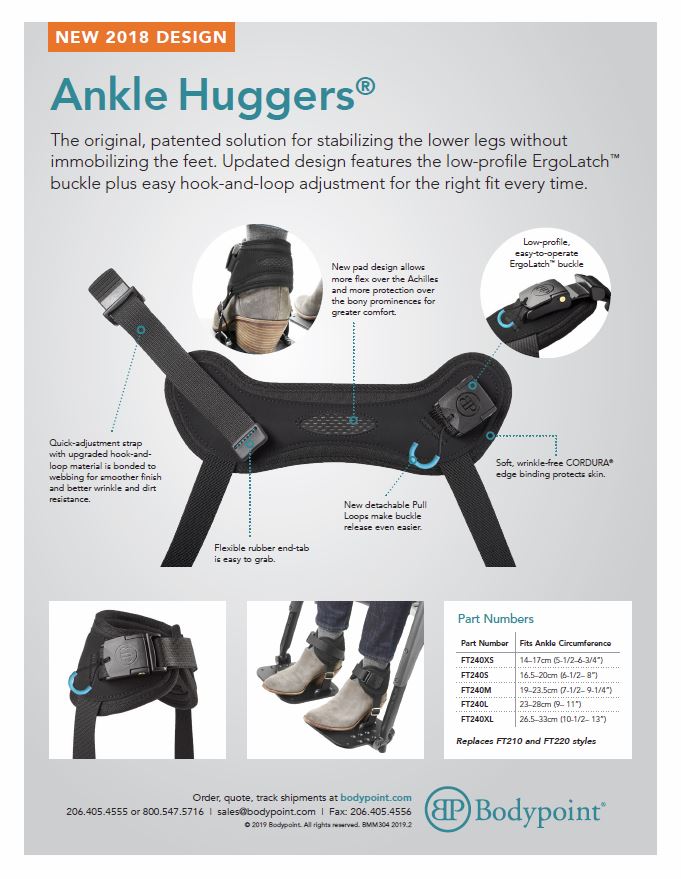 NEW 2018 DESIGN
Ankle Huggers®
The original, patented solution for stabilizing the lower legs without
immobilizing the feet. Updated design features the low-profile ErgoLatch™
buckle plus easy hook-and-loop adjustment for the right fit every time.
Low-profile,
easy-to-operate
ErgoLatch™ buckle
New pad design allows
more flex over the Achilles
and more protection over
the bony prominences for
greater comfort.
Quick-adjustment strap
with upgraded hook-and-
loop material is bonded to
webbing for smoother finish
and better wrinkle and dirt
resistance.
Soft, wrinkle-free CORDURA®
edge binding protects skin.
New detachable Pull
Loops make buckle
release even easier.
Flexible rubber end-tab
is easy to grab.
Part Numbers
Part Number Fits Ankle Circumference
FT240XS 14–17cm (5-1/2–6-3/4”)
FT240S 16.5–20cm (6-1/2– 8”)
FT240M 19–23.5cm (7-1/2– 9-1/4”)
FT240L 23–28cm (9– 11”)
FT240XL 26.5–33cm (10-1/2– 13”)
Replaces FT210 and FT220 styles
Order, quote, track shipments at bodypoint.com
206.405.4555 or 800.547.5716 | sales@bodypoint.com | Fax: 206.405.4556
© 2019 Bodypoint. All rights reserved. BMM304 2019.2
BP Bodypoint®